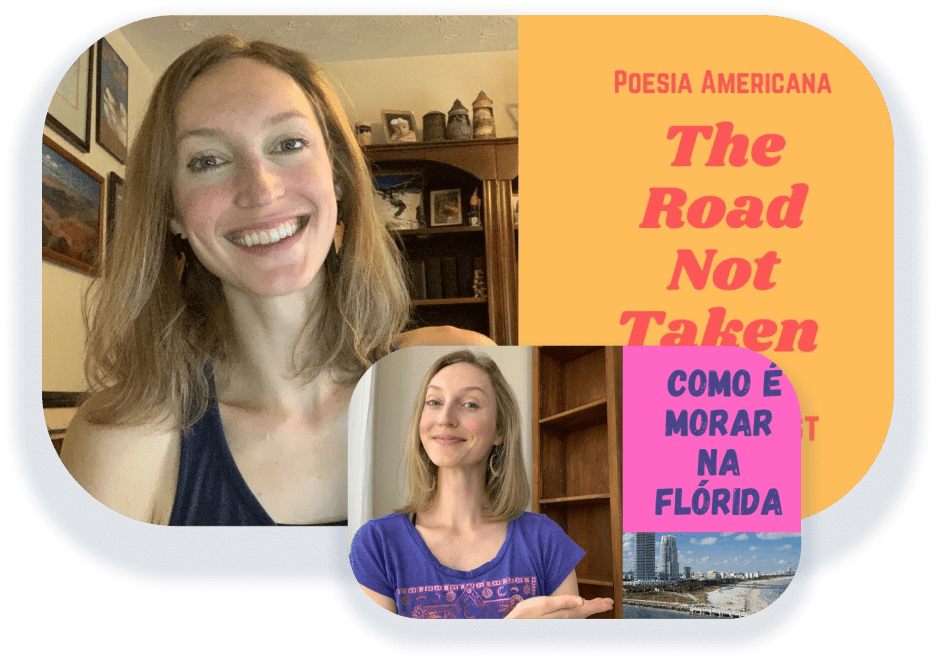 Poesia Americana
The
Road
Not
Taken
COMO É
MORAR
NA
FLÓRIDA